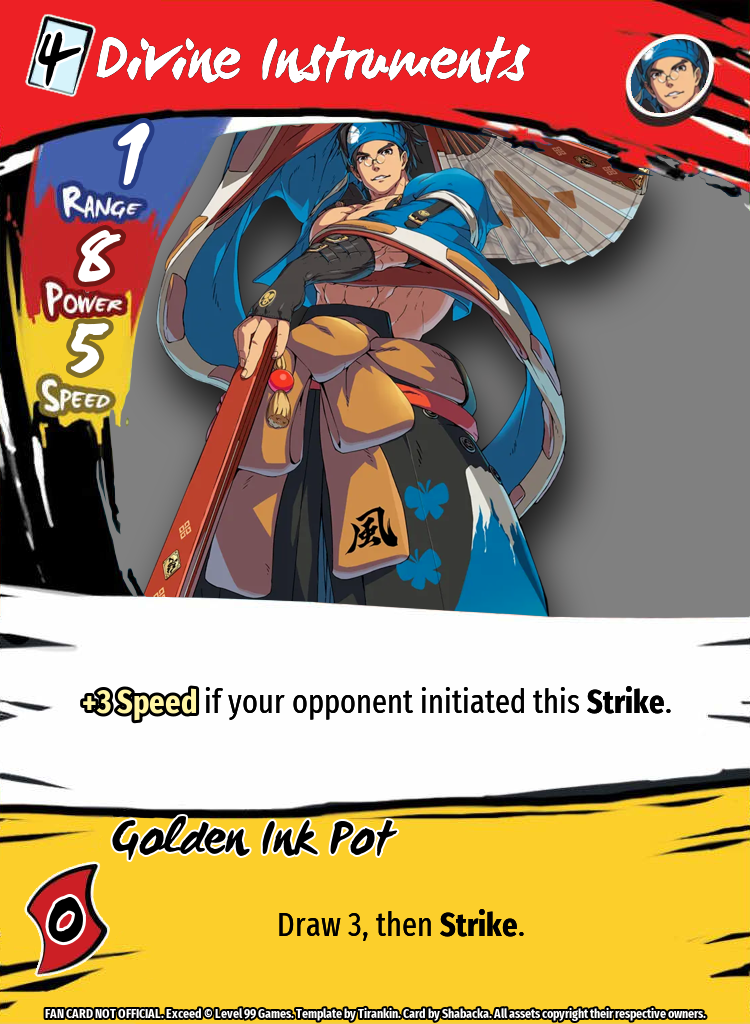 4 Divine Instruments
1
RANGE
8
POWER
5
SPEED
風
+3 Speed if your opponent initiated this Strike.
Golden Ink Pot
0
Draw 3, then Strike.
FAN CARD NOT OFFICIAL. Exceed © Level 99 Games. Template by Tirankin. Card by Shabacka. All assets copyright their respective owners.